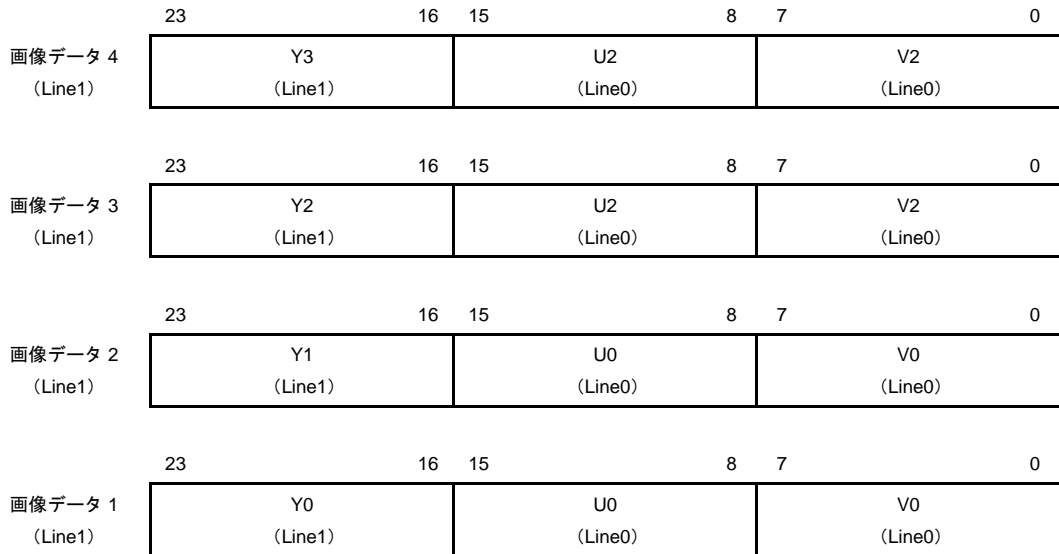 23 16 15 8 7 0
画像データ 4 Y3 U2 V2
（Line1） （Line1） （Line0） （Line0）
23 16 15 8 7 0
画像データ 3 Y2 U2 V2
（Line1） （Line1） （Line0） （Line0）
23 16 15 8 7 0
画像データ 2 Y1 U0 V0
（Line1） （Line1） （Line0） （Line0）
23 16 15 8 7 0
画像データ 1 Y0 U0 V0
（Line1） （Line1） （Line0） （Line0）